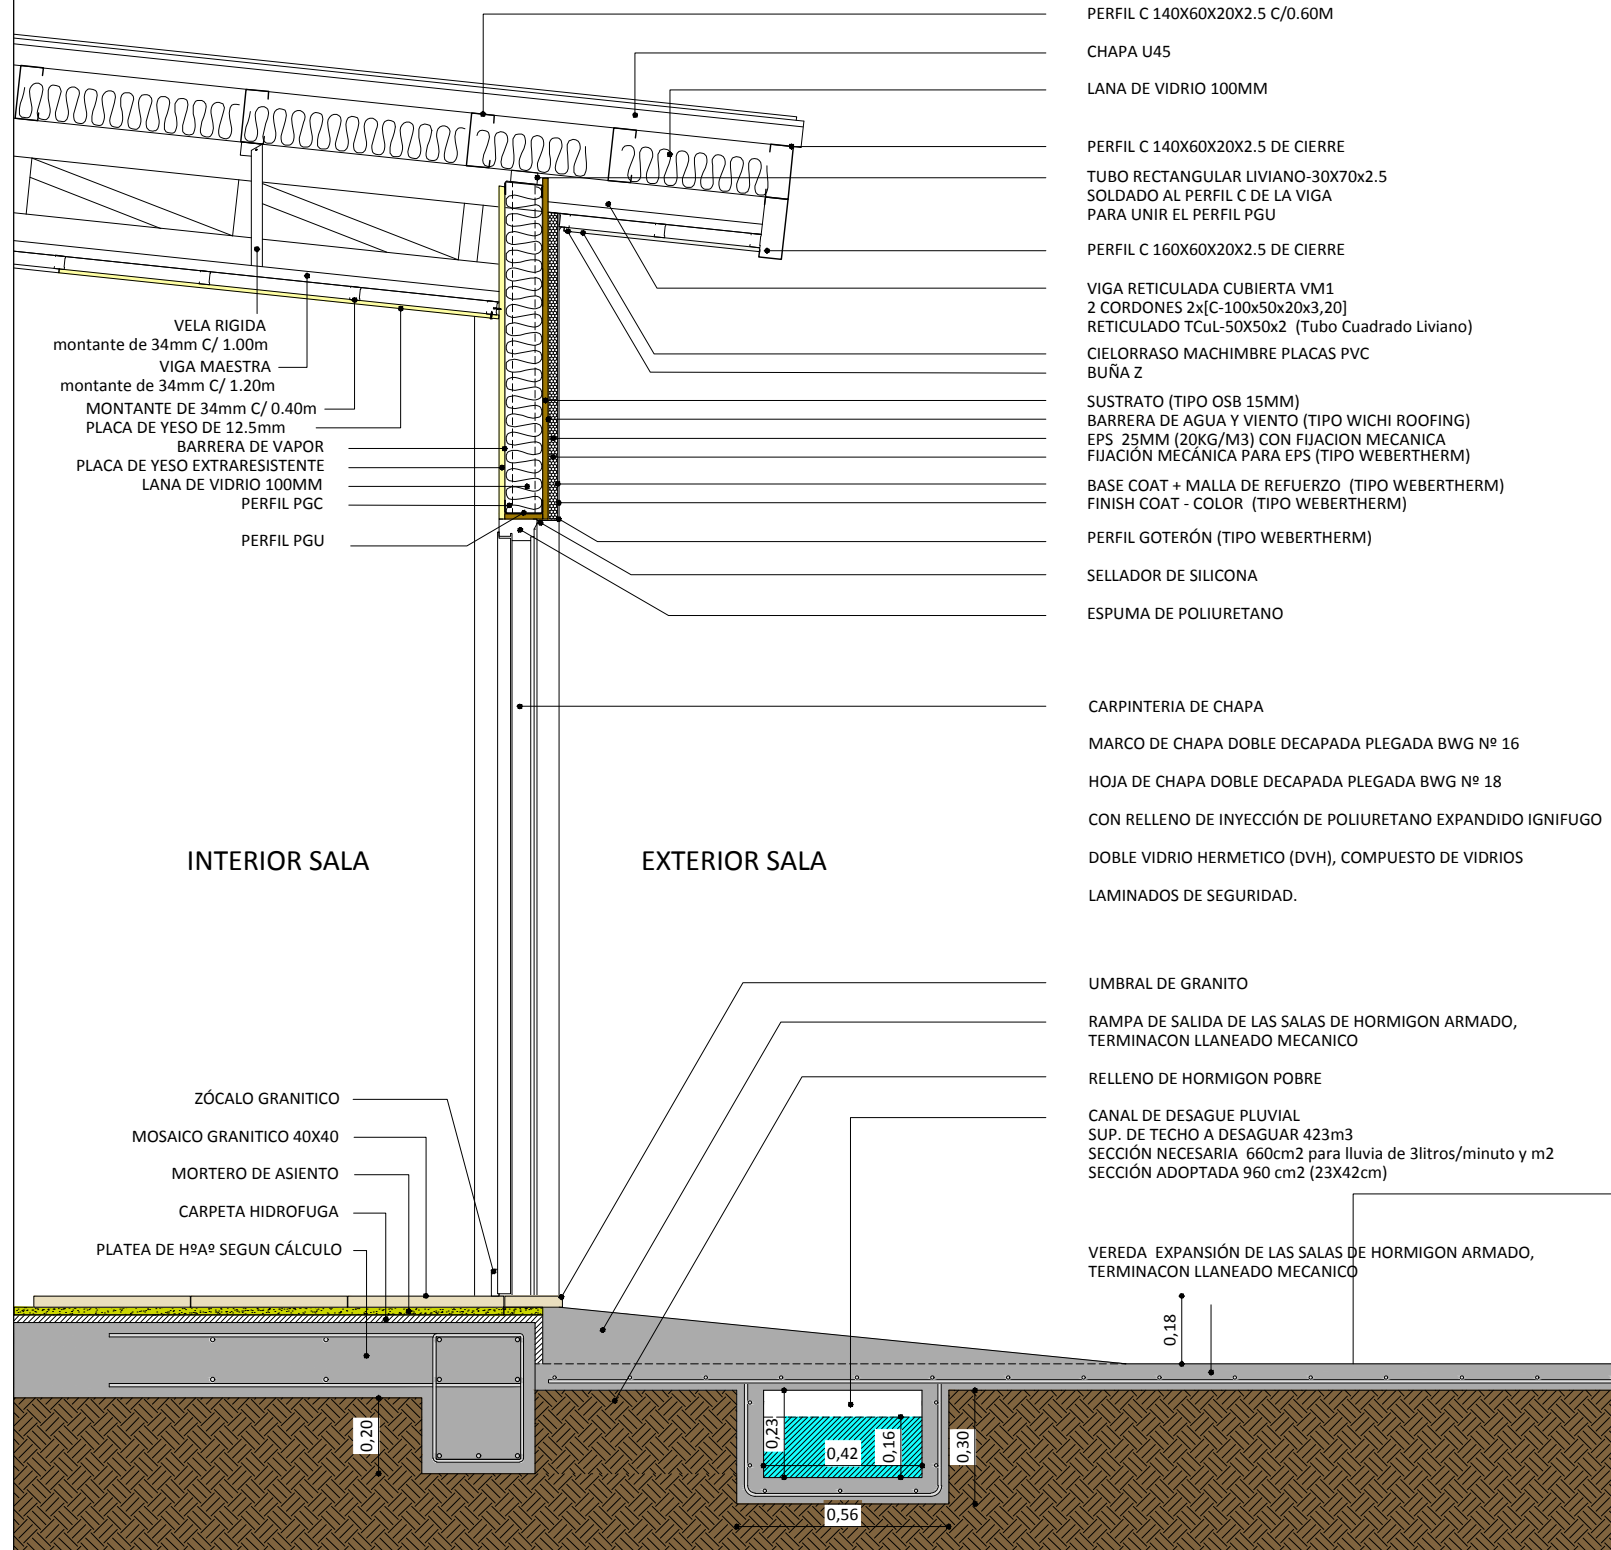 PERFIL C 140X60X20X2.5 C/0.60M
CHAPA U45
LANA DE VIDRIO 100MM
PERFIL C 140X60X20X2.5 DE CIERRE
TUBO RECTANGULAR LIVIANO-30X70x2.5
SOLDADO AL PERFIL C DE LA VIGA
PARA UNIR EL PERFIL PGU
PERFIL C 160X60X20X2.5 DE CIERRE
VIGA RETICULADA CUBIERTA VM1
2 CORDONES 2x[C-100x50x20x3,20]
RETICULADO TCuL-50X50x2 (Tubo Cuadrado Liviano)
CIELORRASO MACHIMBRE PLACAS PVC
BUÑA Z
SUSTRATO (TIPO OSB 15MM)
BARRERA DE AGUA Y VIENTO (TIPO WICHI ROOFING)
EPS 25MM (20KG/M3) CON FIJACION MECANICA
FIJACIÓN MECÁNICA PARA EPS (TIPO WEBERTHERM)
BASE COAT + MALLA DE REFUERZO (TIPO WEBERTHERM)
FINISH COAT - COLOR (TIPO WEBERTHERM)
PERFIL GOTERÓN (TIPO WEBERTHERM)
SELLADOR DE SILICONA
ESPUMA DE POLIURETANO
VELA RIGIDA
montante de 34mm C/ 1.00m
VIGA MAESTRA
montante de 34mm C/ 1.20m
MONTANTE DE 34mm C/ 0.40m
PLACA DE YESO DE 12.5mm
BARRERA DE VAPOR
PLACA DE YESO EXTRARESISTENTE
LANA DE VIDRIO 100MM
PERFIL PGC
PERFIL PGU
CARPINTERIA DE CHAPA
MARCO DE CHAPA DOBLE DECAPADA PLEGADA BWG Nº 16
HOJA DE CHAPA DOBLE DECAPADA PLEGADA BWG Nº 18
CON RELLENO DE INYECCIÓN DE POLIURETANO EXPANDIDO IGNIFUGO
DOBLE VIDRIO HERMETICO (DVH), COMPUESTO DE VIDRIOS
LAMINADOS DE SEGURIDAD.
INTERIOR SALA
EXTERIOR SALA
UMBRAL DE GRANITO
RAMPA DE SALIDA DE LAS SALAS DE HORMIGON ARMADO,
TERMINACON LLANEADO MECANICO
RELLENO DE HORMIGON POBRE
CANAL DE DESAGUE PLUVIAL
SUP. DE TECHO A DESAGUAR 423m3
SECCIÓN NECESARIA 660cm2 para lluvia de 3litros/minuto y m2
SECCIÓN ADOPTADA 960 cm2 (23X42cm)
VEREDA EXPANSIÓN DE LAS SALAS DE HORMIGON ARMADO,
TERMINACON LLANEADO MECANICO
ZÓCALO GRANITICO
MOSAICO GRANITICO 40X40
MORTERO DE ASIENTO
CARPETA HIDROFUGA
PLATEA DE HºAº SEGUN CÁLCULO
0,18
0,20
0,23
0,42
0,16
0,30
0,56